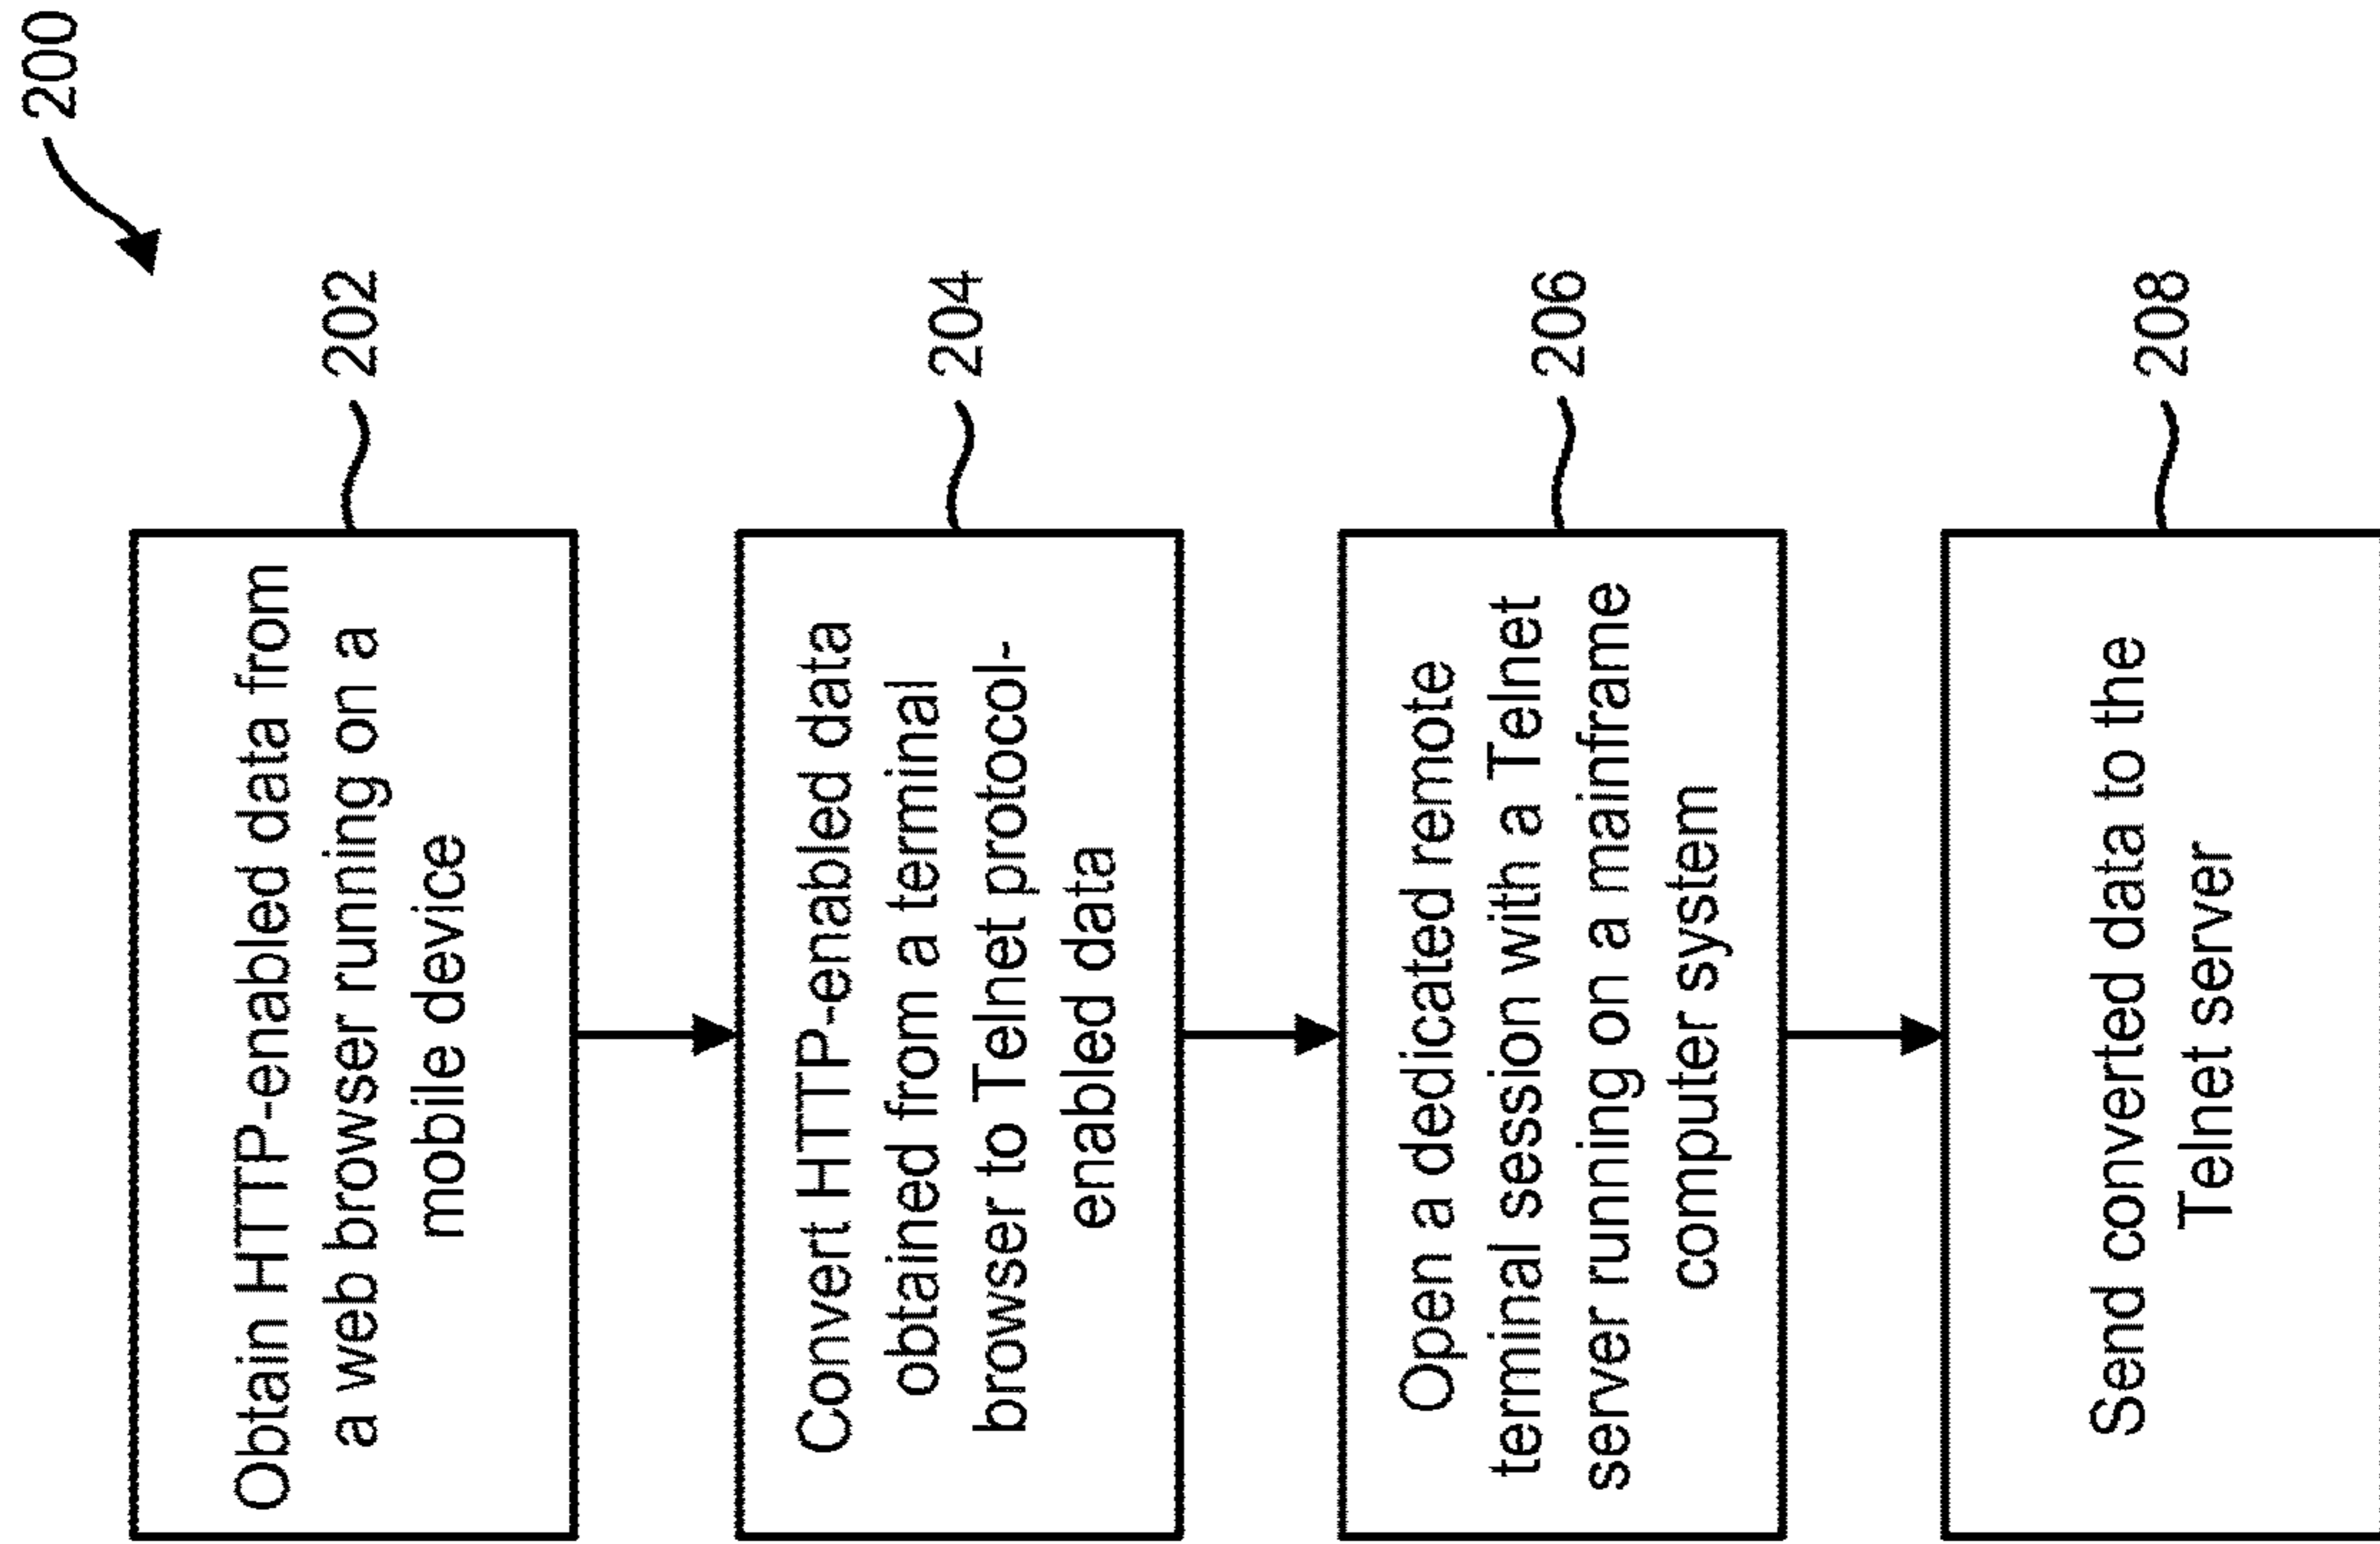 200
Obtain HTTP-enabled data from
a web browser running on a
mobile device
202
Convert HTTP-enabled data
obtained from a terminal
browser to Telnet protocol-
enabled data
204
Open a dedicated remote
terminal session with a Telnet
server running on a mainframe
computer system
206
Send converted data to the
Telnet server
208